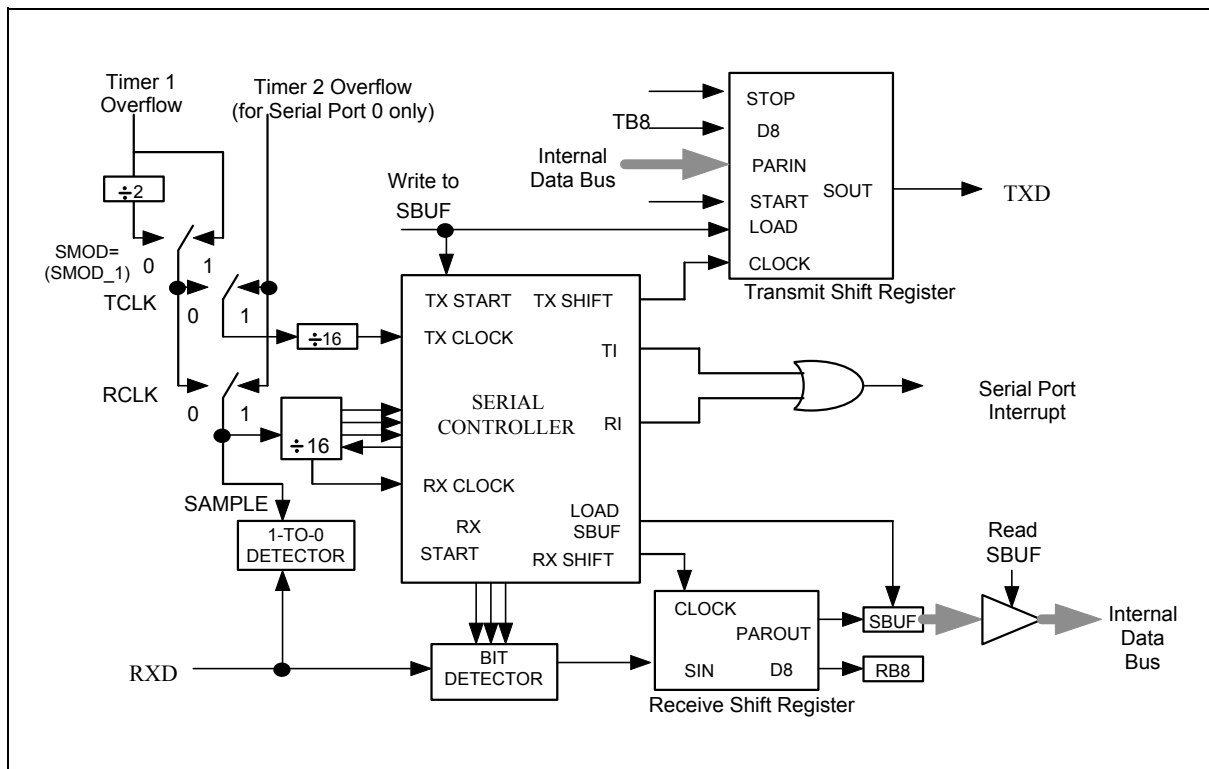 Timer 1
Overflow
Timer 2 Overflow
(for Serial Port 0 only)
÷2
SMOD=
(SMOD_1)
0
1
TCLK
0
1
÷16
RCLK
0
1
÷16
SAMPLE
1-TO-0
DETECTOR
RXD
Write to
SBUF
TX START
TX SHIFT
TX CLOCK
TI
SERIAL
CONTROLLER
RI
RX CLOCK
LOAD
SBUF
RX
START
RX SHIFT
BIT
DETECTOR
TB8
Internal
Data Bus
STOP
D8
PARIN
SOUT
START
LOAD
CLOCK
Transmit Shift Register
TXD
Serial Port
Interrupt
CLOCK
PAROUT
SIN
D8
Receive Shift Register
SBUF
RB8
Read
SBUF
Internal
Data
Bus